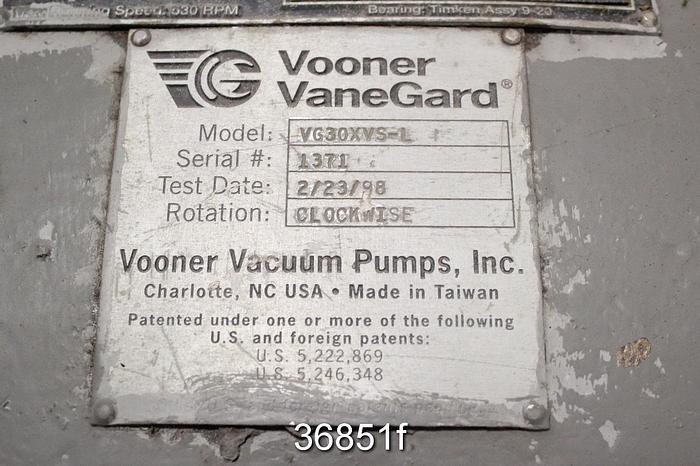 Speed: 530 RPM
Bearing: Timken Assy 9-20
Vooner
VaneGard®
Model: VG30XVS-L
Serial #: 1371
Test Date: 2/23/98
Rotation: CLOCKWISE
Vooner Vacuum Pumps, Inc.
Charlotte, NC USA • Made in Taiwan
Patented under one or more of the following
U.S. and foreign patents:
U.S. 5,222,869
U.S. 5,246,348
36851f